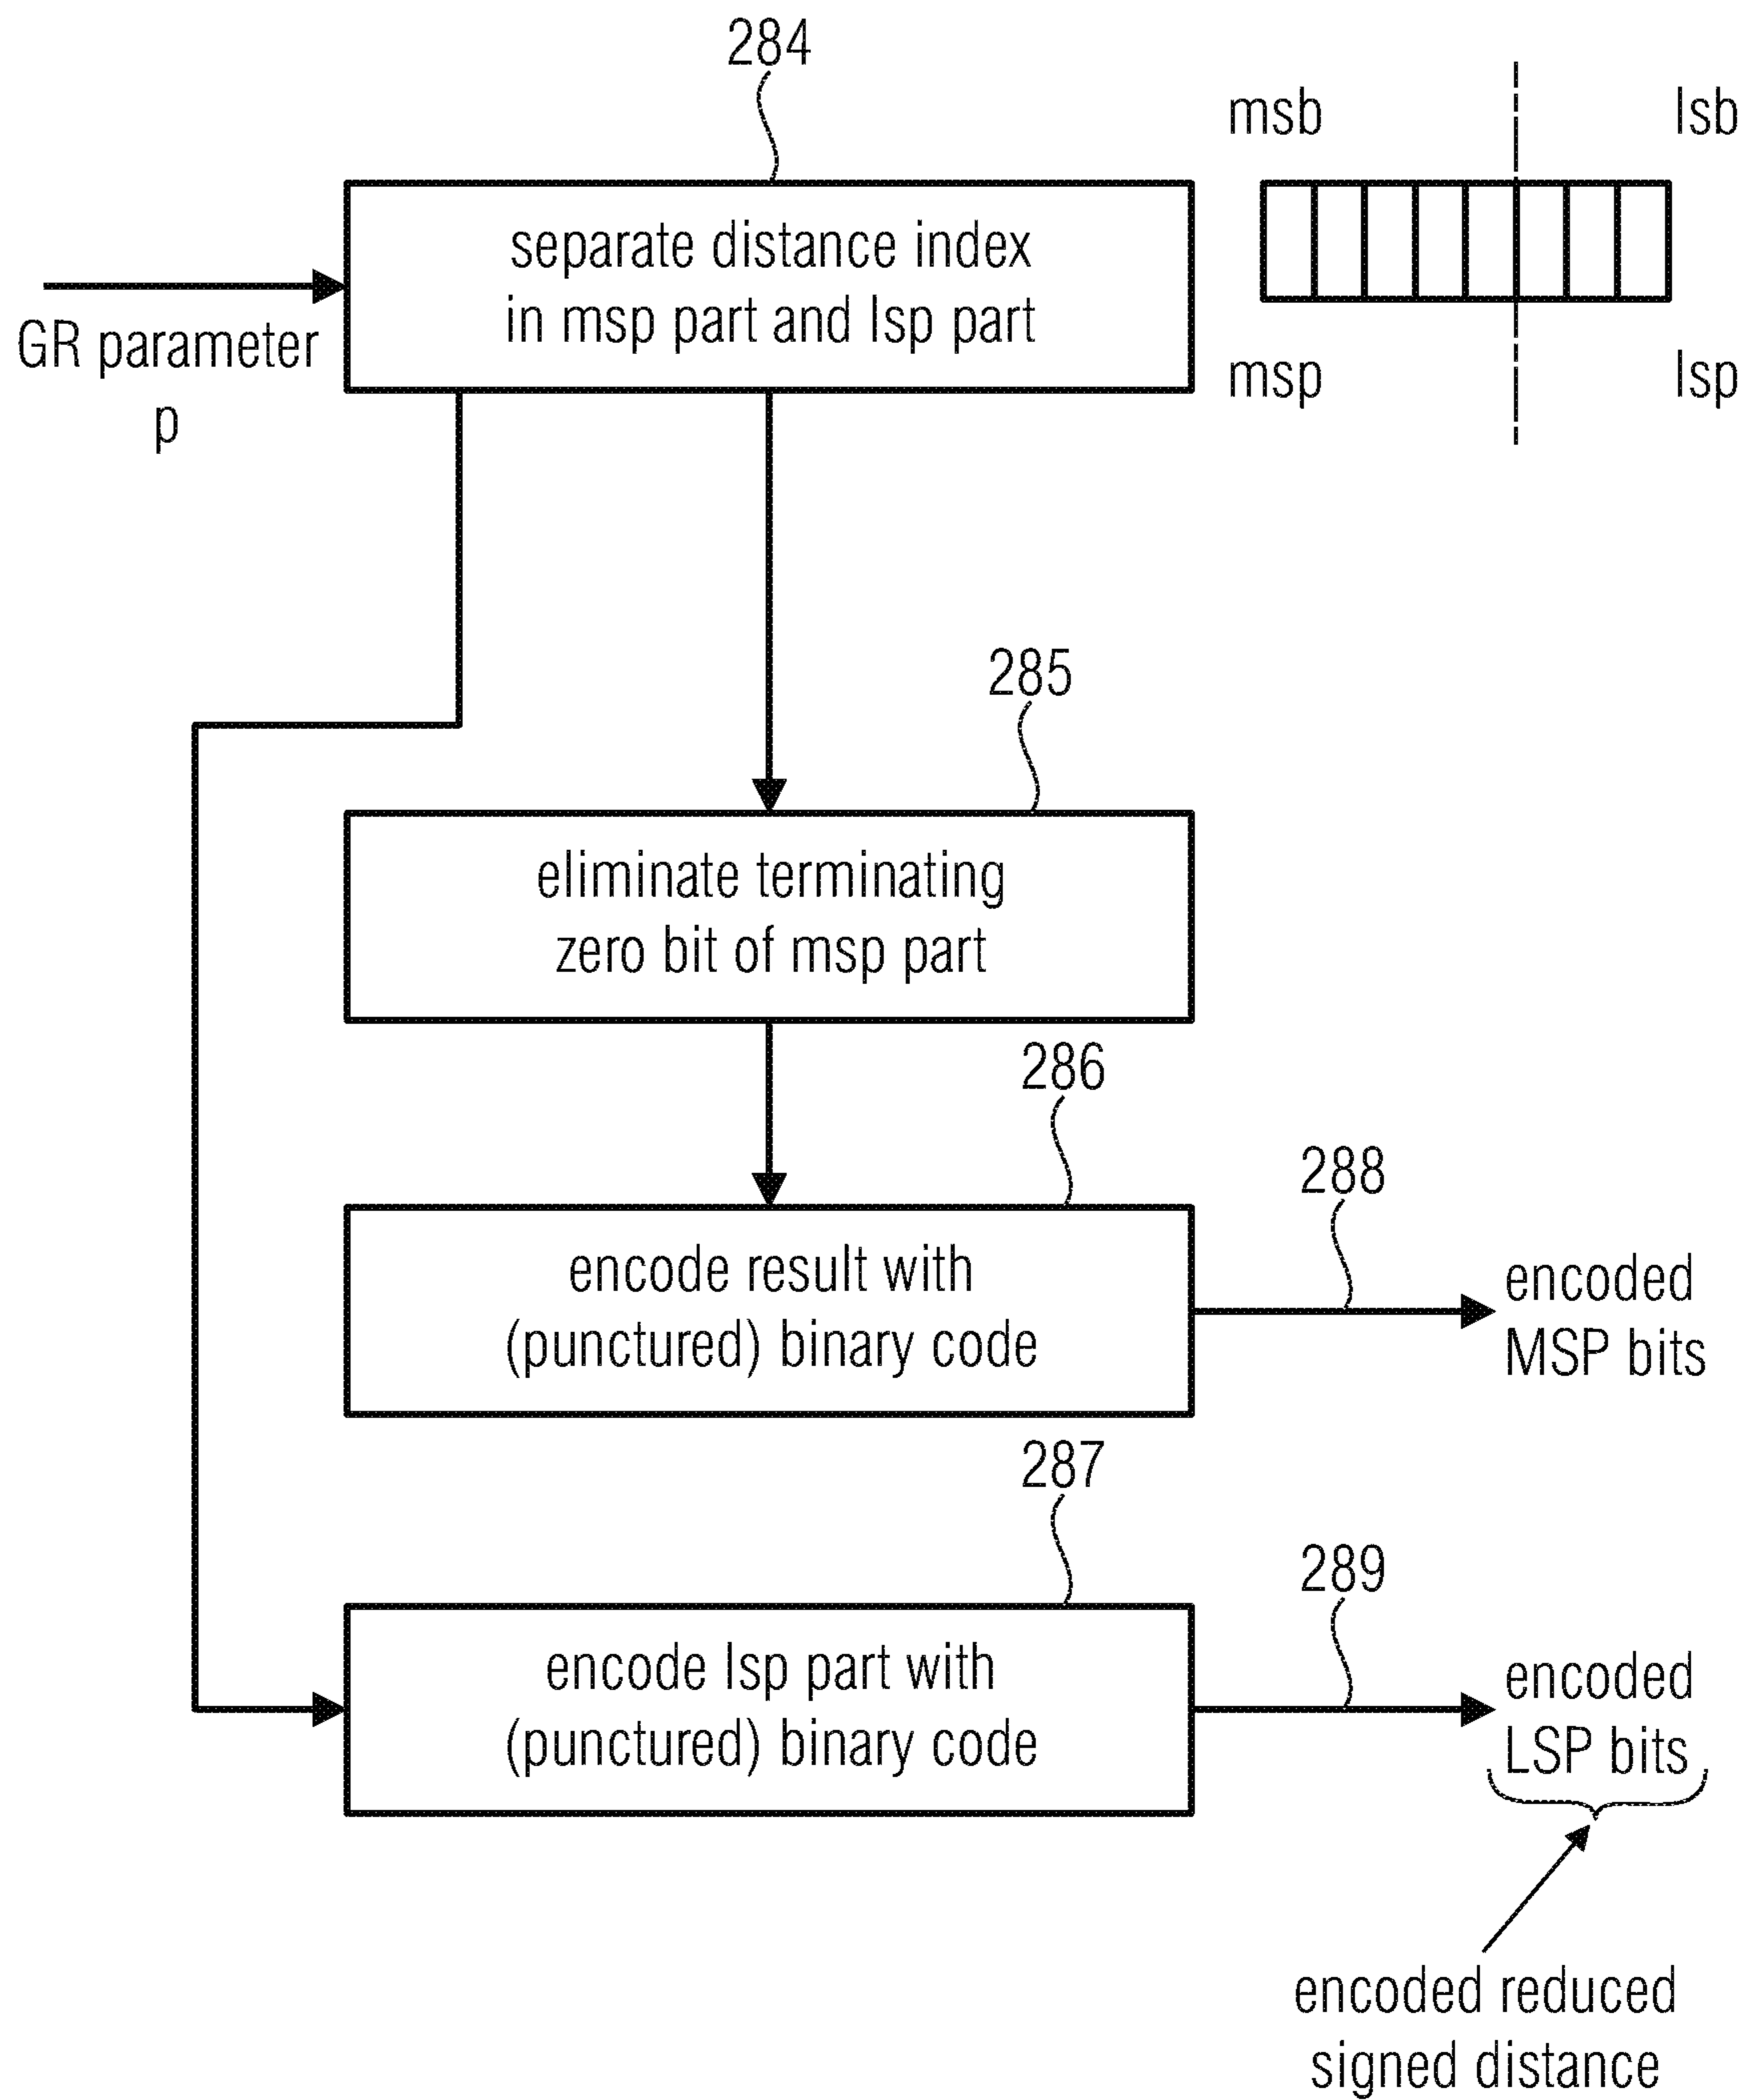 284
msb
lsb
separate distance index
in msp part and lsp part
GR parameter
p
msp
lsp
285
eliminate terminating
zero bit of msp part
286
encode result with
(punctured) binary code
288
encoded
MSP bits
287
encode lsp part with
(punctured) binary code
289
encoded
LSP bits
encoded reduced
signed distance